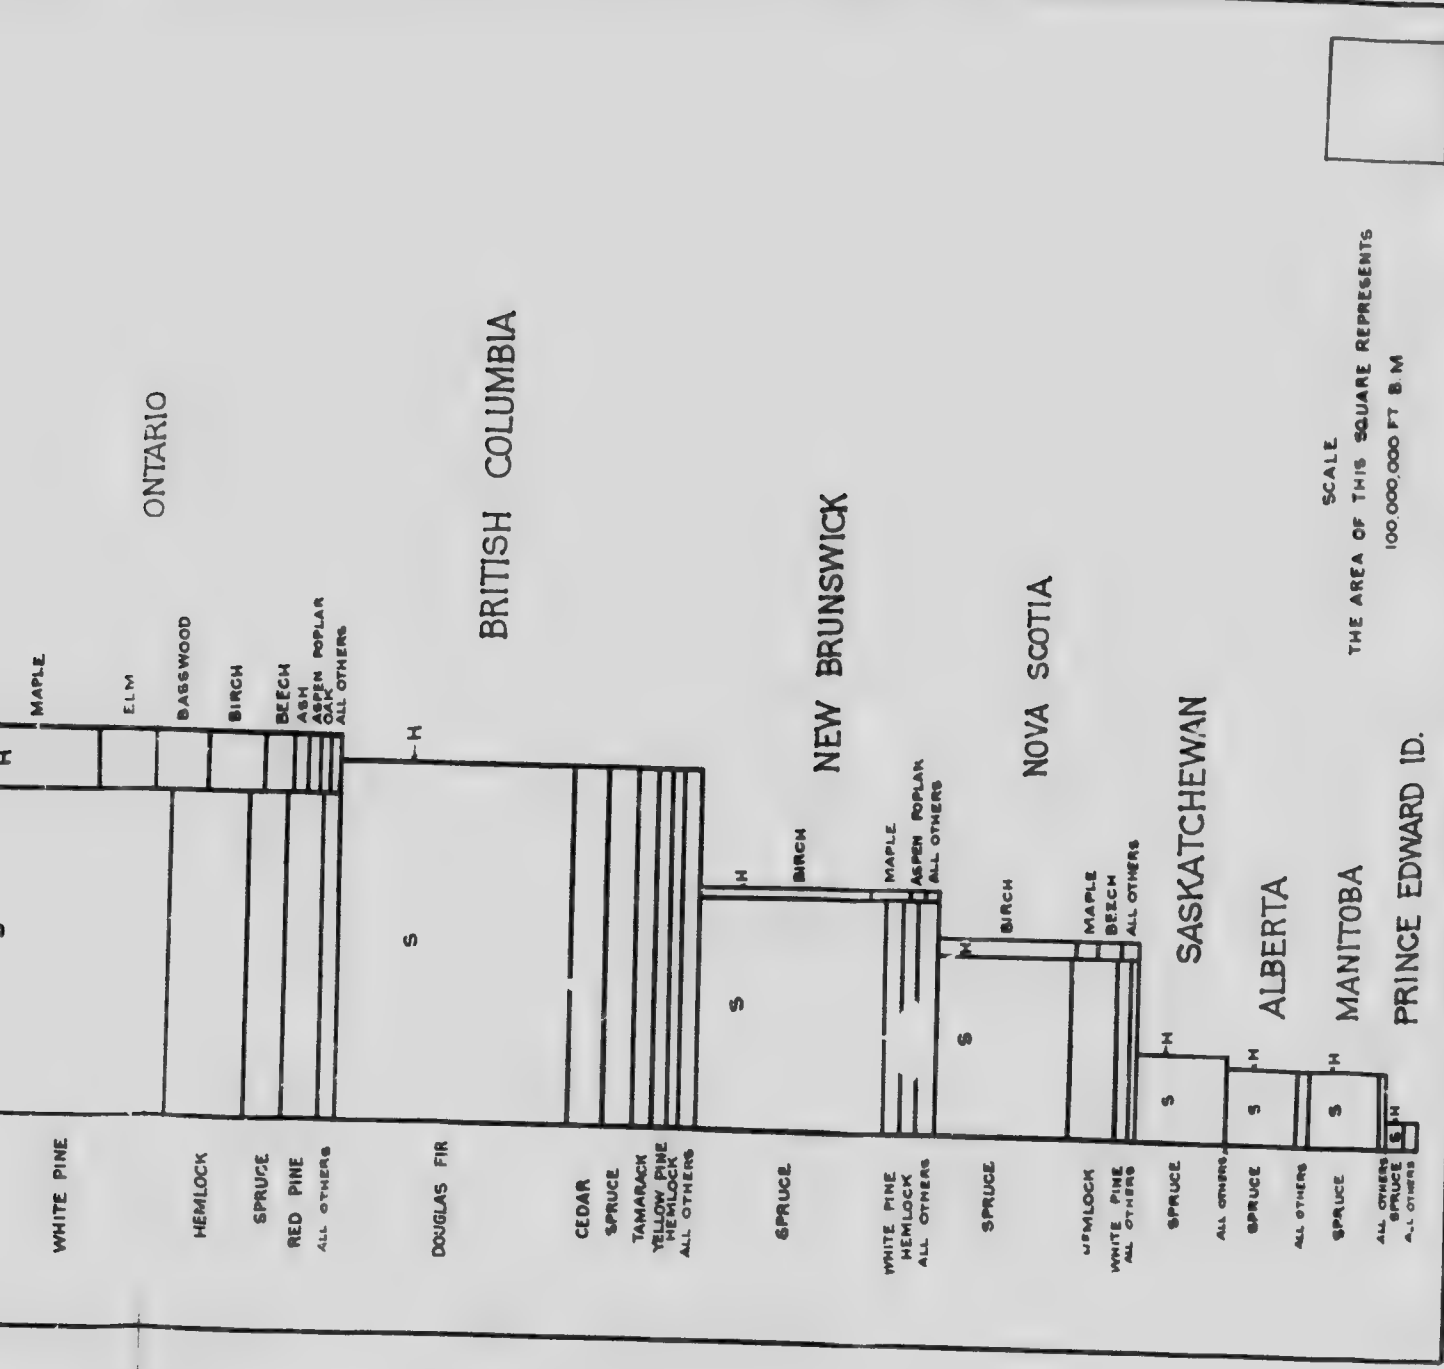 ONTARIO
MAPLE
ELM
BASSWOOD
BIRCH
BEECH
ASH
ASPEN POPLAR
OAK
ALL OTHERS
H
S
WHITE PINE
HEMLOCK
SPRUCE
RED PINE
ALL OTHERS
BRITISH COLUMBIA
H
S
DOUGLAS FIR
CEDAR
SPRUCE
TAMARACK
YELLOW PINE
HEMLOCK
ALL OTHERS
NEW BRUNSWICK
H
BIRCH
MAPLE
ASPEN POPLAR
ALL OTHERS
S
SPRUCE
WHITE PINE
HEMLOCK
ALL OTHERS
NOVA SCOTIA
H
BIRCH
MAPLE
BEECH
ALL OTHERS
S
SPRUCE
HEMLOCK
WHITE PINE
ALL OTHERS
SASKATCHEWAN
H
S
SPRUCE
ALL OTHERS
ALBERTA
H
S
SPRUCE
ALL OTHERS
MANITOBA
H
S
SPRUCE
ALL OTHERS
PRINCE EDWARD ID.
H
S
SPRUCE
ALL OTHERS
SCALE
THE AREA OF THIS SQUARE REPRESENTS
100,000,000 FT B.M